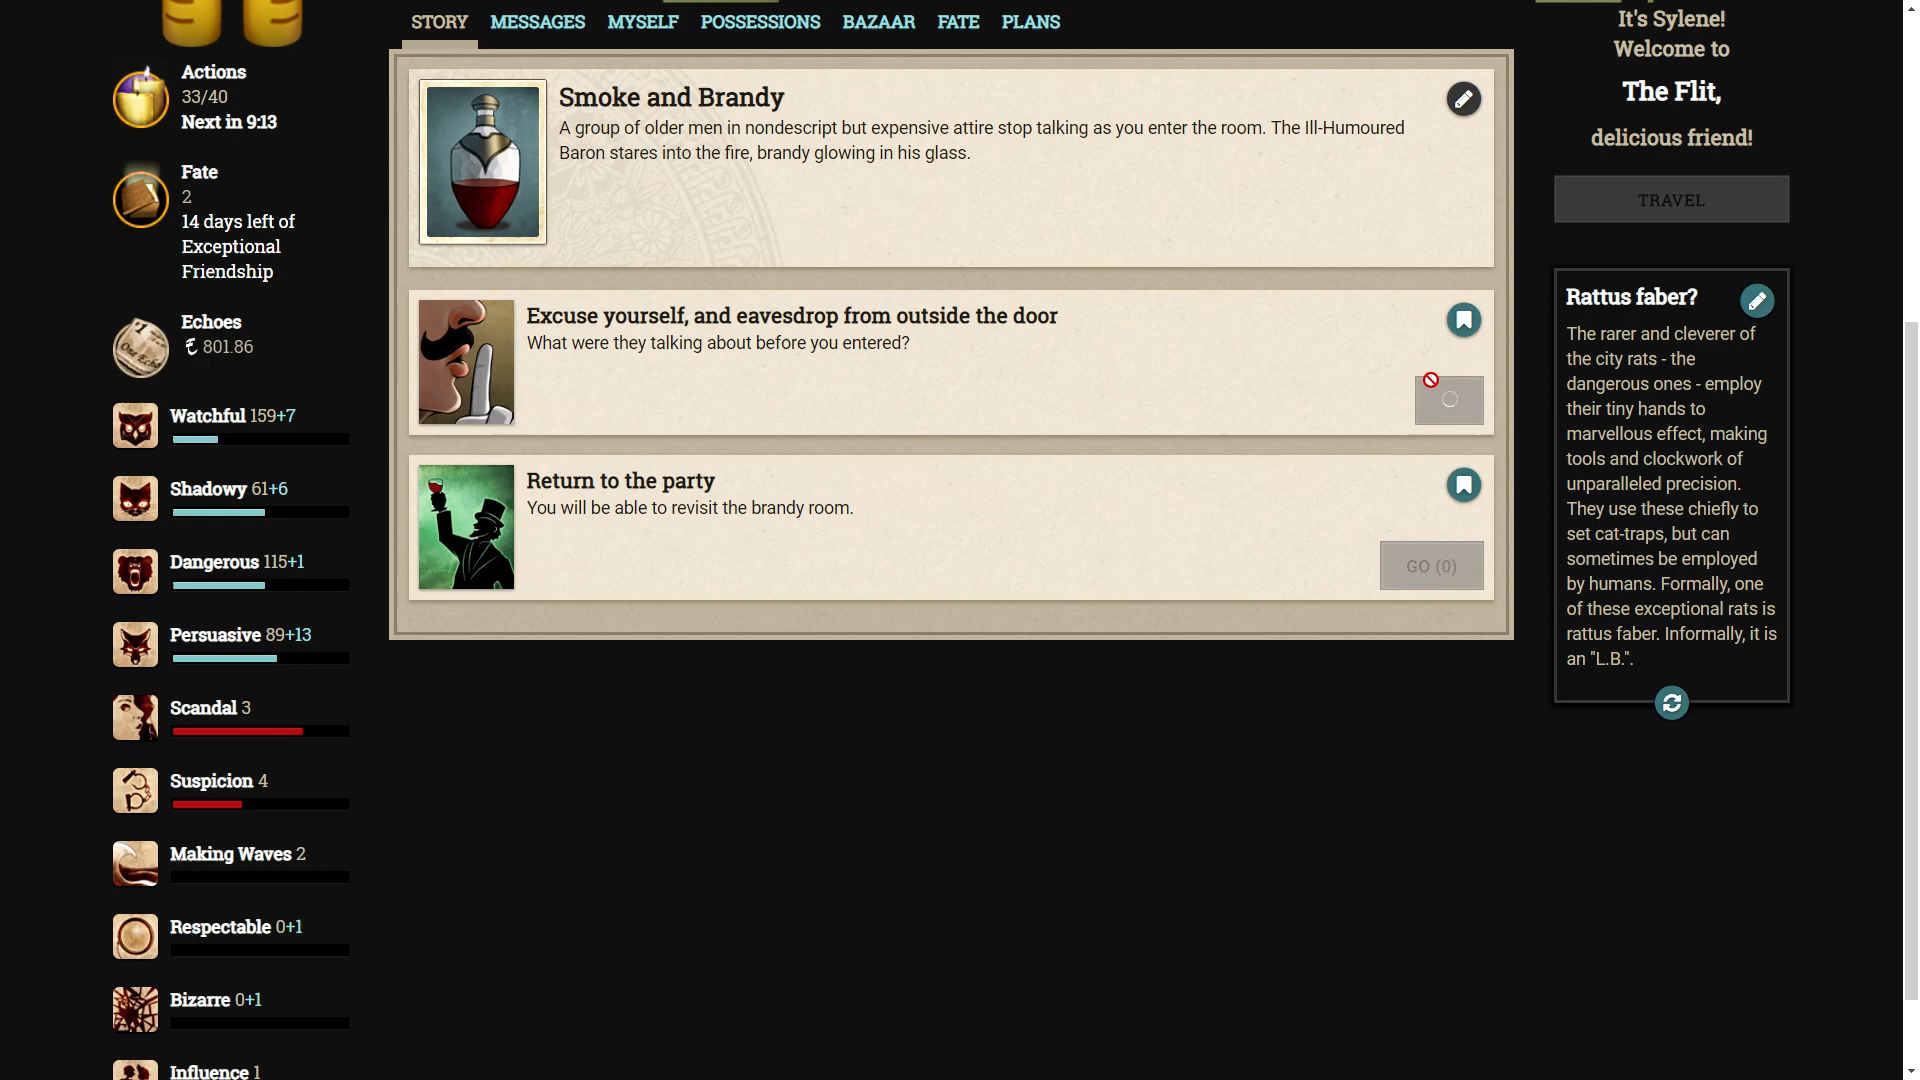 STORY
MESSAGES
MYSELF
POSSESSIONS
BAZAAR
FATE
PLANS
Actions
33/40
Next in 9:13
Fate
2
14 days left of
Exceptional
Friendship
Echoes
801.86
Watchful 159+7
Shadowy 61+6
Dangerous 115+1
Persuasive 89+13
Scandal 3
Suspicion 4
Making Waves 2
Respectable 0+1
Bizarre 0+1
Influence 1
Smoke and Brandy
A group of older men in nondescript but expensive attire stop talking as you enter the room. The Ill-Humoured
Baron stares into the fire, brandy glowing in his glass.
Excuse yourself, and eavesdrop from outside the door
What were they talking about before you entered?
Return to the party
You will be able to revisit the brandy room.
GO (0)
It's Sylene!
Welcome to
The Flit,
delicious friend!
TRAVEL
Rattus faber?
The rarer and cleverer of
the city rats - the
dangerous ones - employ
their tiny hands to
marvellous effect, making
tools and clockwork of
unparalleled precision.
They use these chiefly to
set cat-traps, but can
sometimes be employed
by humans. Formally, one
of these exceptional rats is
rattus faber. Informally, it is
an "L.B.".